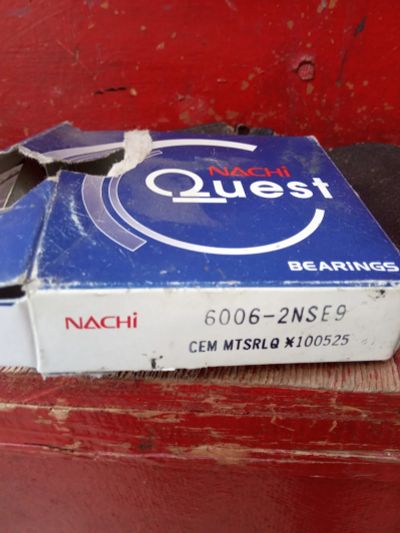 NACHi
Quest
BEARINGS
NACHi 6006-2NSE9
CEM MTSRLQ ※100525